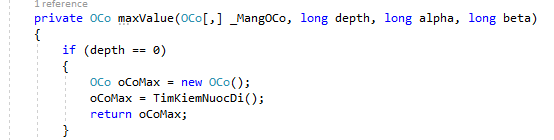 1 reference
private OCo maxValue(OCo[,] _MangOCo, long depth, long alpha, long beta)
{
if (depth == 0)
{
OCo oCoMax = new OCo();
oCoMax = TimKiemNuocDi();
return oCoMax;
}